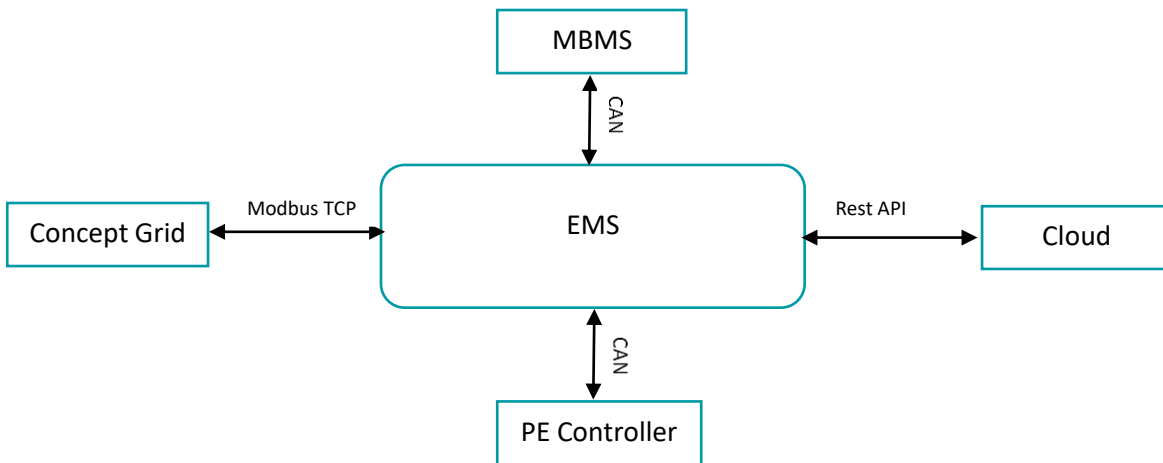 MBMS
CAN
Modbus TCP
Rest API
Concept Grid
EMS
Cloud
CAN
PE Controller